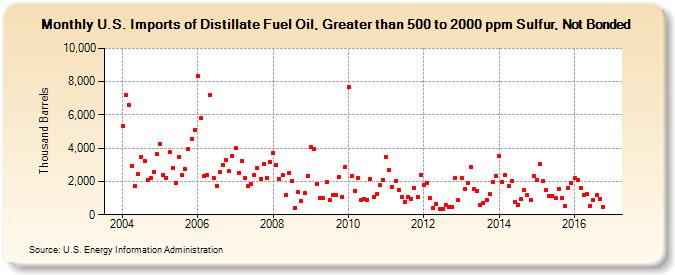 Monthly U.S. Imports of Distillate Fuel Oil, Greater than 500 to 2000 ppm Sulfur, Not Bonded
Thousand Barrels
10,000
8,000
6,000
4,000
2,000
0
2004 2006 2008 2010 2012 2014 2016
Source: U.S. Energy Information Administration